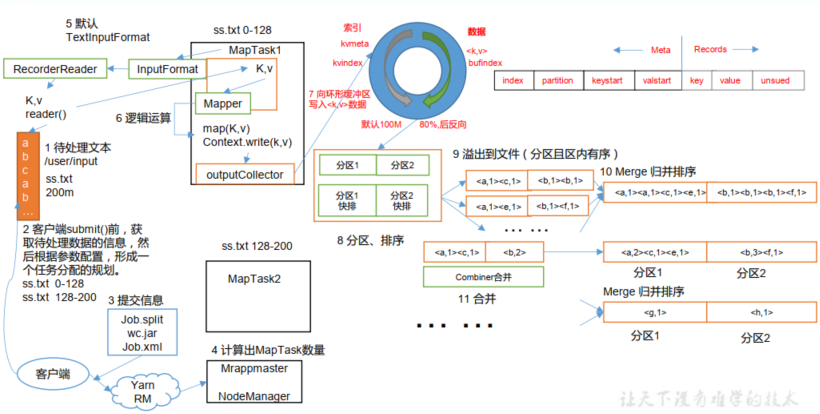 5 默认
TextInputFormat
ss.txt 0-128
MapTask1
RecorderReader
InputFormat
K,v
K,v
reader()
6 逻辑运算
Mapper
map(K,v)
Context.write(k,v)
outputCollector
a
b
c
a
b
...
1 待处理文本
/user/input
ss.txt
200m
2 客户端submit()前，获
取待处理数据的信息，然
后根据参数配置，形成一
个任务分配的规划。
ss.txt 0-128
ss.txt 128-200
3 提交信息
Job.split
wc.jar
Job.xml
客户端
Yarn
RM
4 计算出MapTask数量
Mrappmaster
NodeManager
ss.txt 128-200
MapTask2
索引
kvmeta
kvindex
数据
<k,v>
bufindex
7 向环形缓冲区
写入<k,v>数据
默认100M
80%,后反向
Meta
Records
index
partition
keystart
valstart
key
value
unsued
分区1
分区2
分区1
快排
分区2
快排
8 分区、排序
9 溢出到文件（分区且区内有序）
<a,1><c,1>
<b,1><b,1>
<a,1><e,1>
<b,1><f,1>
... ...
10 Merge 归并排序
<a,1><a,1><c,1><e,1>
<b,1><b,1><b,1><f,1>
<a,1><c,1>
<b,2>
Combiner合并
11 合并
... ...
<a,2><c,1><e,1>
<b,3><f,1>
分区1
分区2
Merge 归并排序
<g,1>
<h,1>
分区1
分区2
让天下没有难学的技术